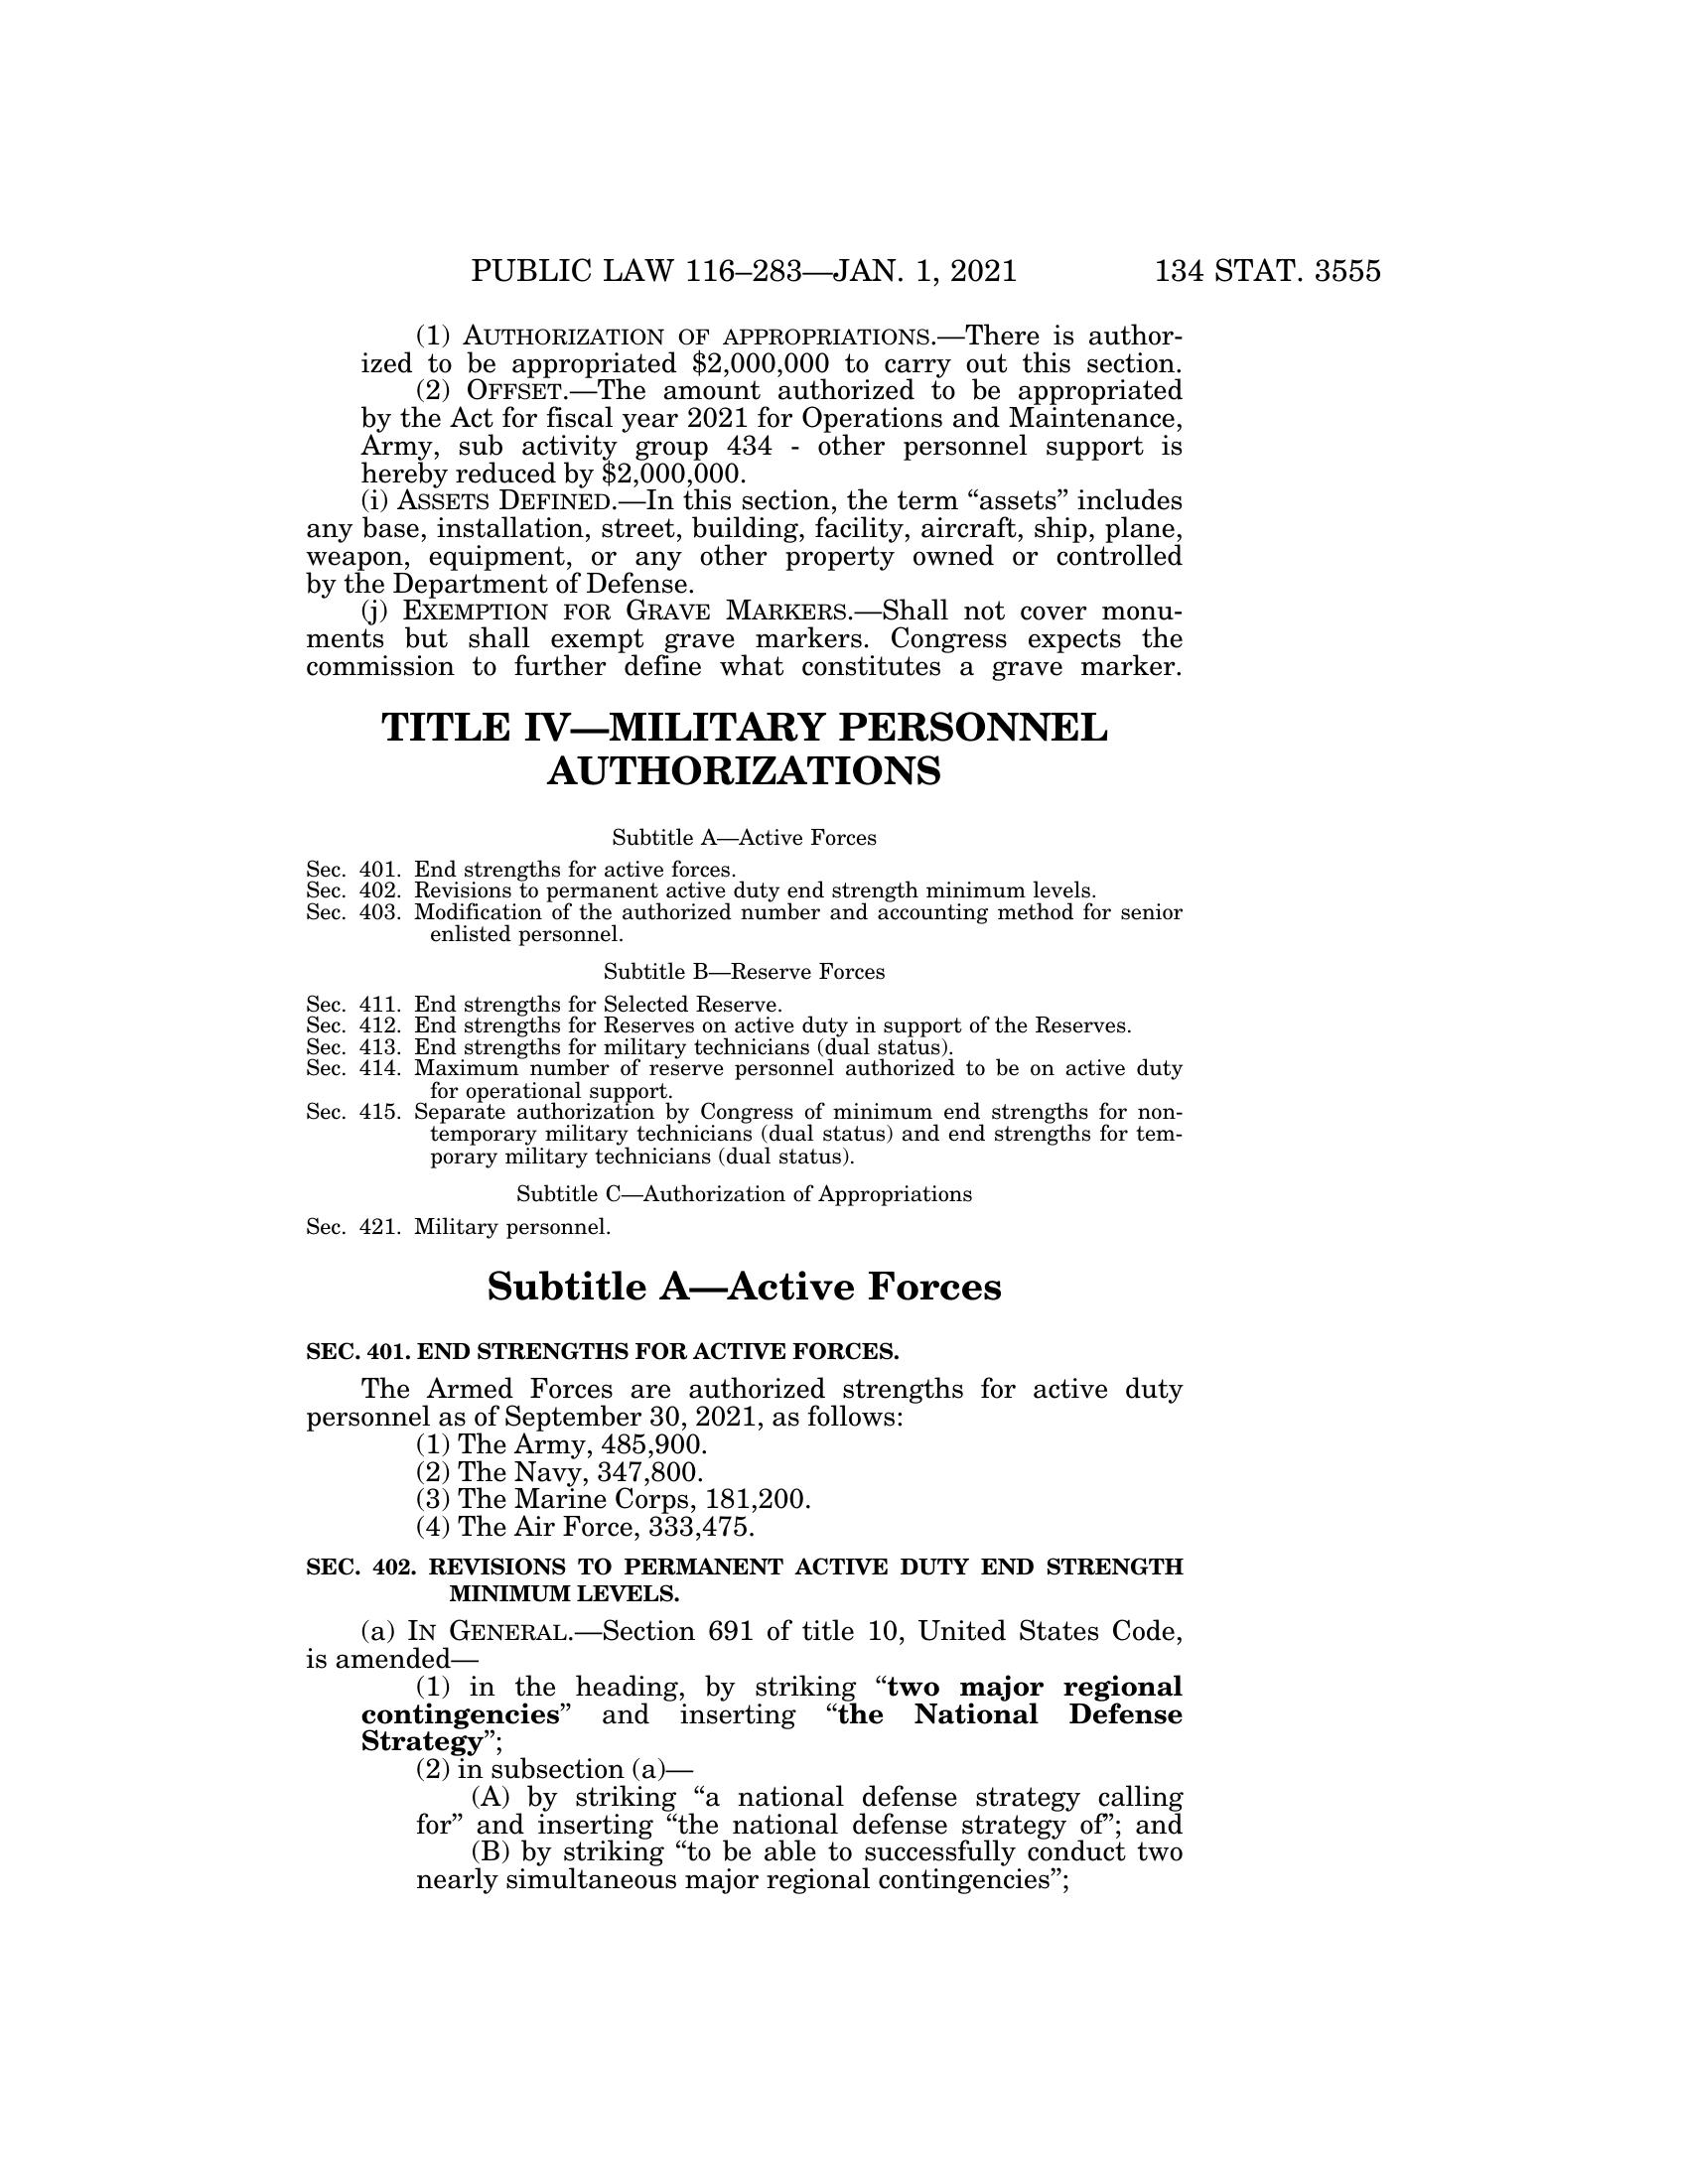 PUBLIC LAW 116–283—JAN. 1, 2021 134 STAT. 3555
(1) AUTHORIZATION OF APPROPRIATIONS.—There is author-
ized to be appropriated $2,000,000 to carry out this section.
(2) OFFSET.—The amount authorized to be appropriated
by the Act for fiscal year 2021 for Operations and Maintenance,
Army, sub activity group 434 - other personnel support is
hereby reduced by $2,000,000.
(i) ASSETS DEFINED.—In this section, the term “assets” includes
any base, installation, street, building, facility, aircraft, ship, plane,
weapon, equipment, or any other property owned or controlled
by the Department of Defense.
(j) EXEMPTION FOR GRAVE MARKERS.—Shall not cover monu-
ments but shall exempt grave markers. Congress expects the
commission to further define what constitutes a grave marker.
TITLE IV—MILITARY PERSONNEL
AUTHORIZATIONS
Subtitle A—Active Forces
Sec. 401. End strengths for active forces.
Sec. 402. Revisions to permanent active duty end strength minimum levels.
Sec. 403. Modification of the authorized number and accounting method for senior
enlisted personnel.
Subtitle B—Reserve Forces
Sec. 411. End strengths for Selected Reserve.
Sec. 412. End strengths for Reserves on active duty in support of the Reserves.
Sec. 413. End strengths for military technicians (dual status).
Sec. 414. Maximum number of reserve personnel authorized to be on active duty
for operational support.
Sec. 415. Separate authorization by Congress of minimum end strengths for non-
temporary military technicians (dual status) and end strengths for tem-
porary military technicians (dual status).
Subtitle C—Authorization of Appropriations
Sec. 421. Military personnel.
Subtitle A—Active Forces
SEC. 401. END STRENGTHS FOR ACTIVE FORCES.
The Armed Forces are authorized strengths for active duty
personnel as of September 30, 2021, as follows:
(1) The Army, 485,900.
(2) The Navy, 347,800.
(3) The Marine Corps, 181,200.
(4) The Air Force, 333,475.
SEC. 402. REVISIONS TO PERMANENT ACTIVE DUTY END STRENGTH
MINIMUM LEVELS.
(a) IN GENERAL.—Section 691 of title 10, United States Code,
is amended—
(1) in the heading, by striking “two major regional
contingencies” and inserting “the National Defense
Strategy”;
(2) in subsection (a)—
(A) by striking “a national defense strategy calling
for” and inserting “the national defense strategy of”; and
(B) by striking “to be able to successfully conduct two
nearly simultaneous major regional contingencies”;